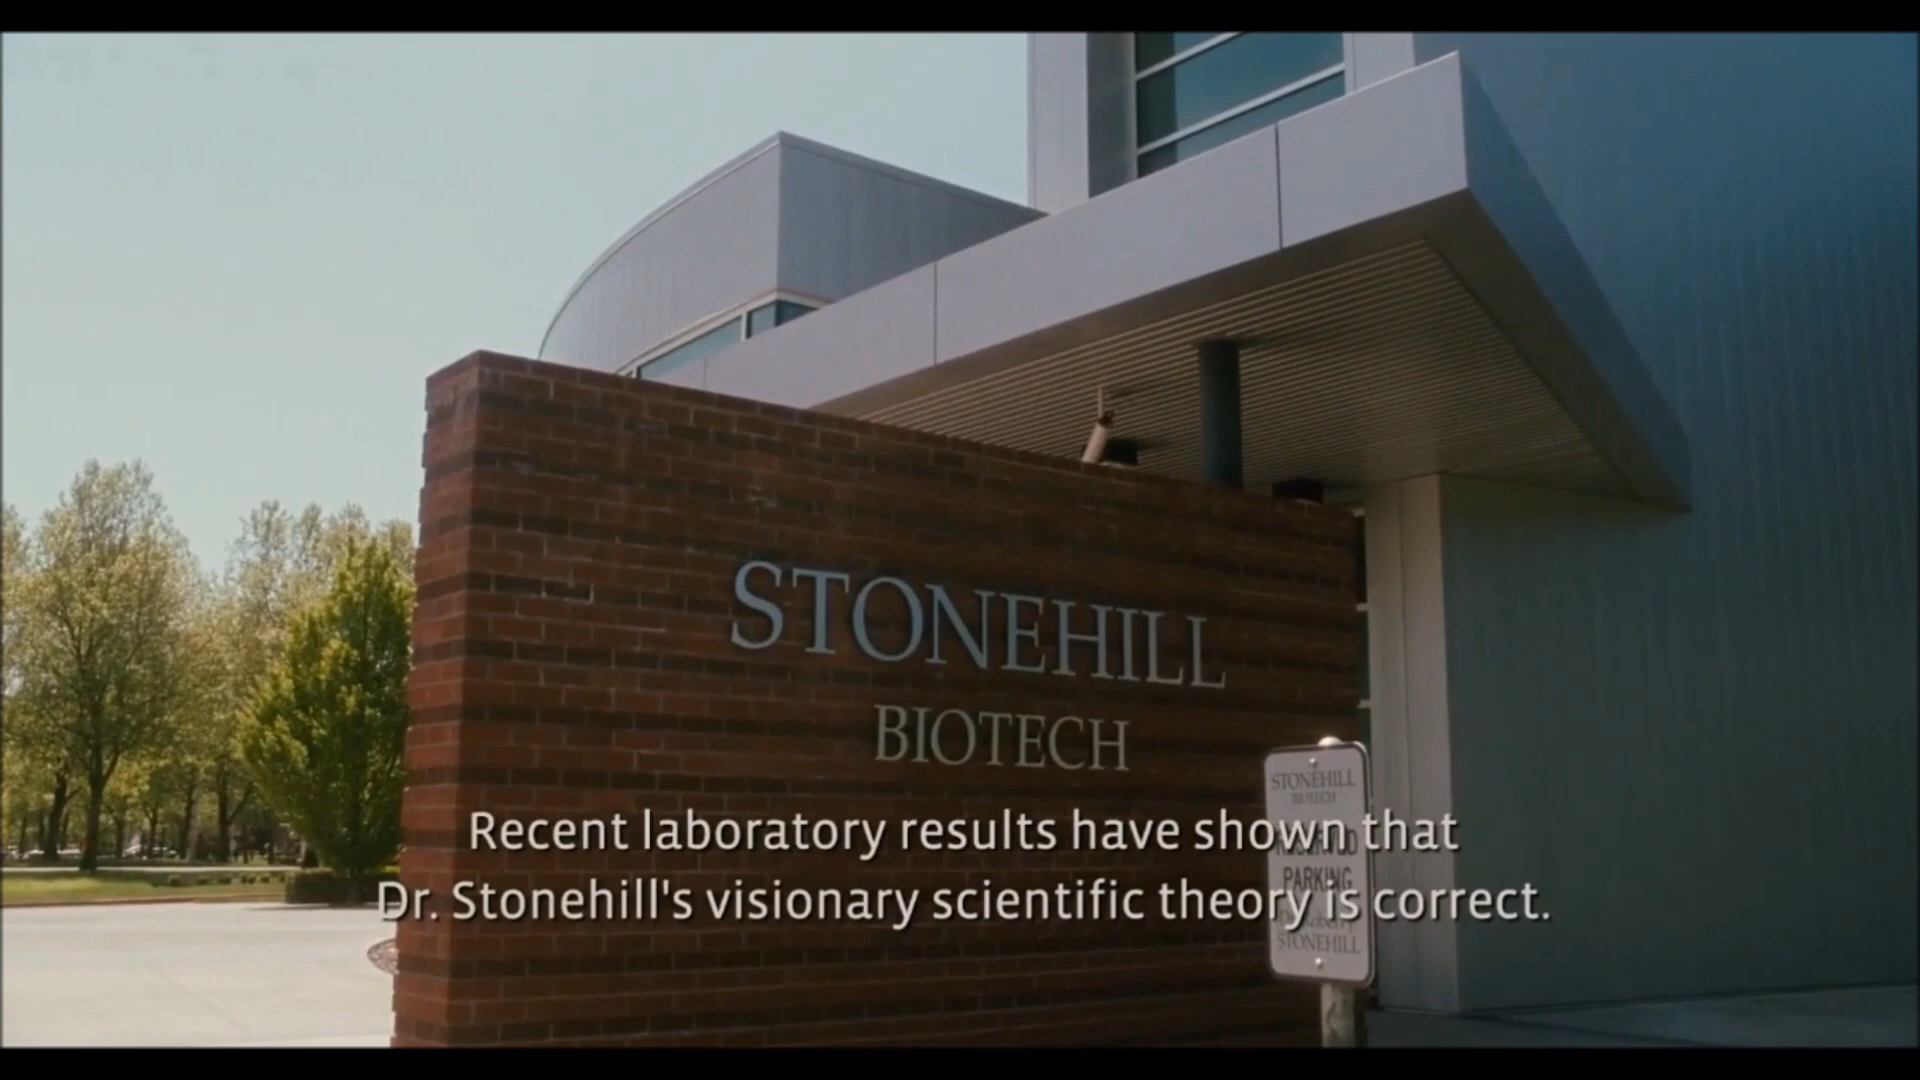 STONEHILL
BIOTECH
STONEHILL
BIOTECH
RESERVED
PARKING
STONEHILL
Recent laboratory results have shown that
Dr. Stonehill's visionary scientific theory is correct.